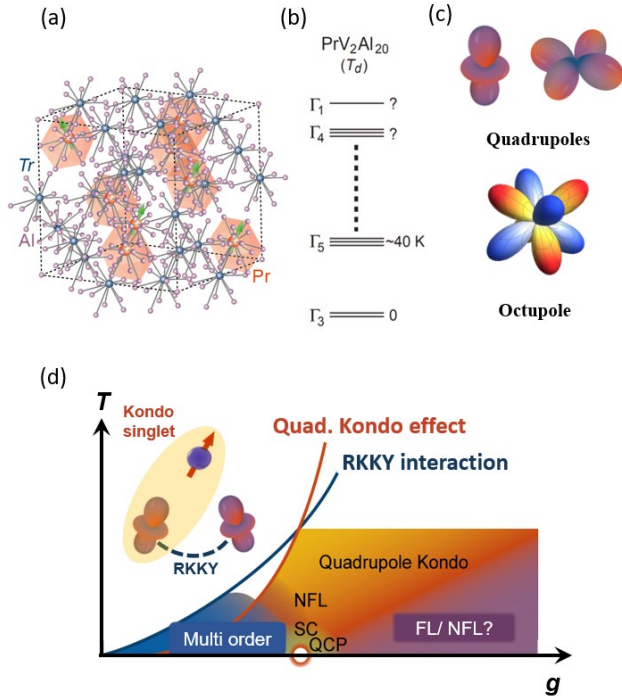 (a)
Tr
Al
Pr
(b)
PrV2Al20
(Td)
Γ1 ?
Γ4 ?
Γ5 ~40 K
Γ3 0
(c)
Quadrupoles
Octupole
(d)
T
Kondo
singlet
Quad. Kondo effect
RKKY interaction
RKKY
Quadrupole Kondo
NFL
SC
QCP
Multi order
FL/ NFL?
g